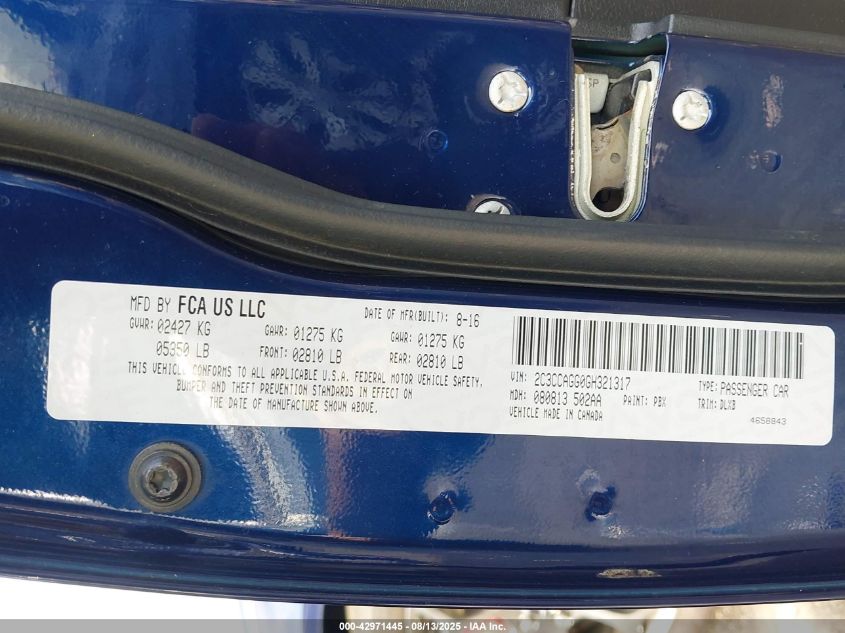 SP
MFD BY FCA US LLC
DATE OF MFR(BUILT): 8-16
GVWR: 02427 KG GAWR: 01275 KG GAWR: 01275 KG
05350 LB FRONT: 02810 LB REAR: 02810 LB
THIS VEHICLE CONFORMS TO ALL APPLICABLE U.S.A. FEDERAL MOTOR VEHICLE SAFETY,
BUMPER AND THEFT PREVENTION STANDARDS IN EFFECT ON
THE DATE OF MANUFACTURE SHOWN ABOVE.
VIN: 2C3CCAGG0GH321317 TYPE: PASSENGER CAR
MDH: 080813 502AA PAINT: PBX TRIM: DLXB
VEHICLE MADE IN CANADA 4658843
000-42971445 - 08/13/2025 - IAA Inc.